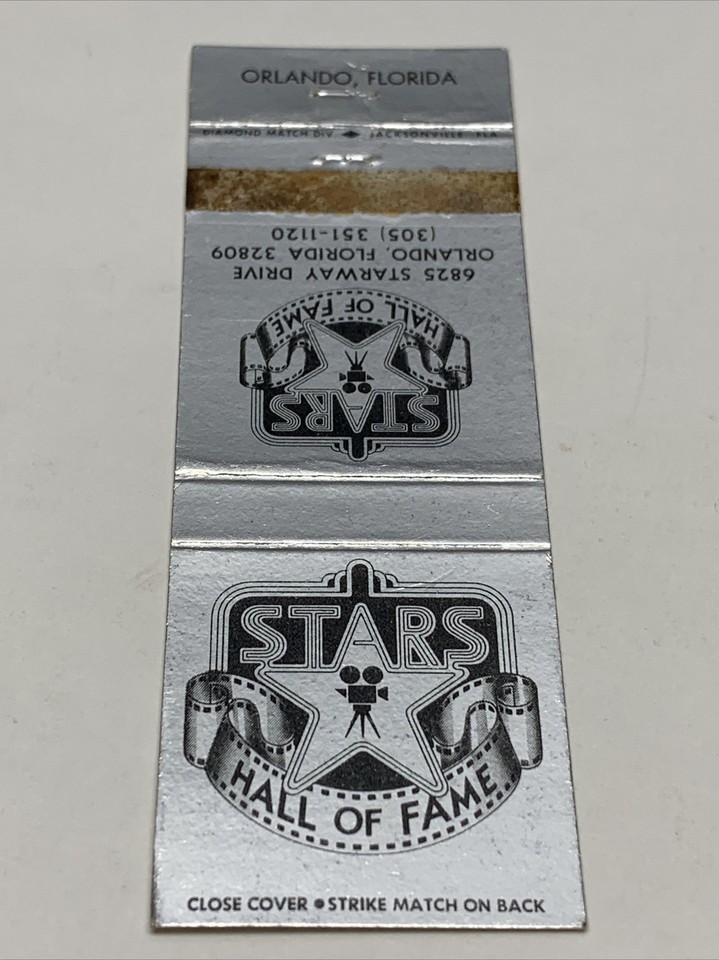 ORLANDO, FLORIDA
DIAMOND MATCH DIV ◆ JACKSONVILLE FLA
(305) 351-1120
ORLANDO, FLORIDA 32809
6825 STARWAY DRIVE
HALL OF FAME
STARS
STARS
HALL OF FAME
CLOSE COVER ● STRIKE MATCH ON BACK